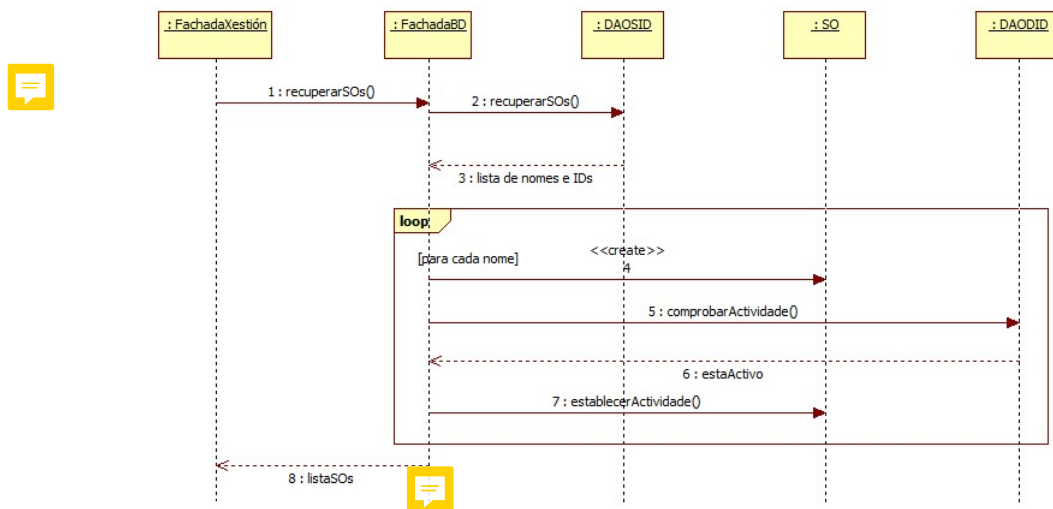 : FachadaXestión
: FachadaBD
: DAOSID
: SO
: DAODID
1 : recuperarSOs()
2 : recuperarSOs()
3 : lista de nomes e IDs
loop
[para cada nome]
<<create>>
4
5 : comprobarActividade()
6 : estaActivo
7 : establecerActividade()
8 : listaSOs